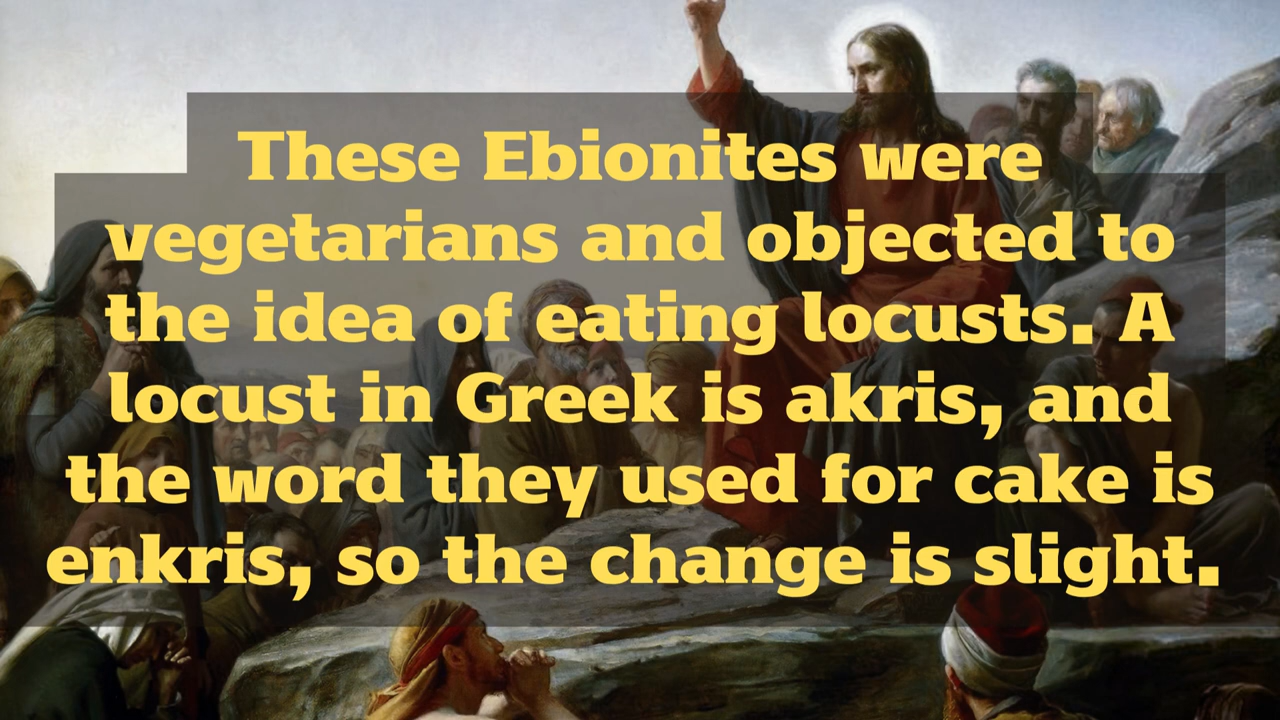 These Ebionites were
vegetarians and objected to
the idea of eating locusts. A
locust in Greek is akris, and
the word they used for cake is
enkris, so the change is slight.